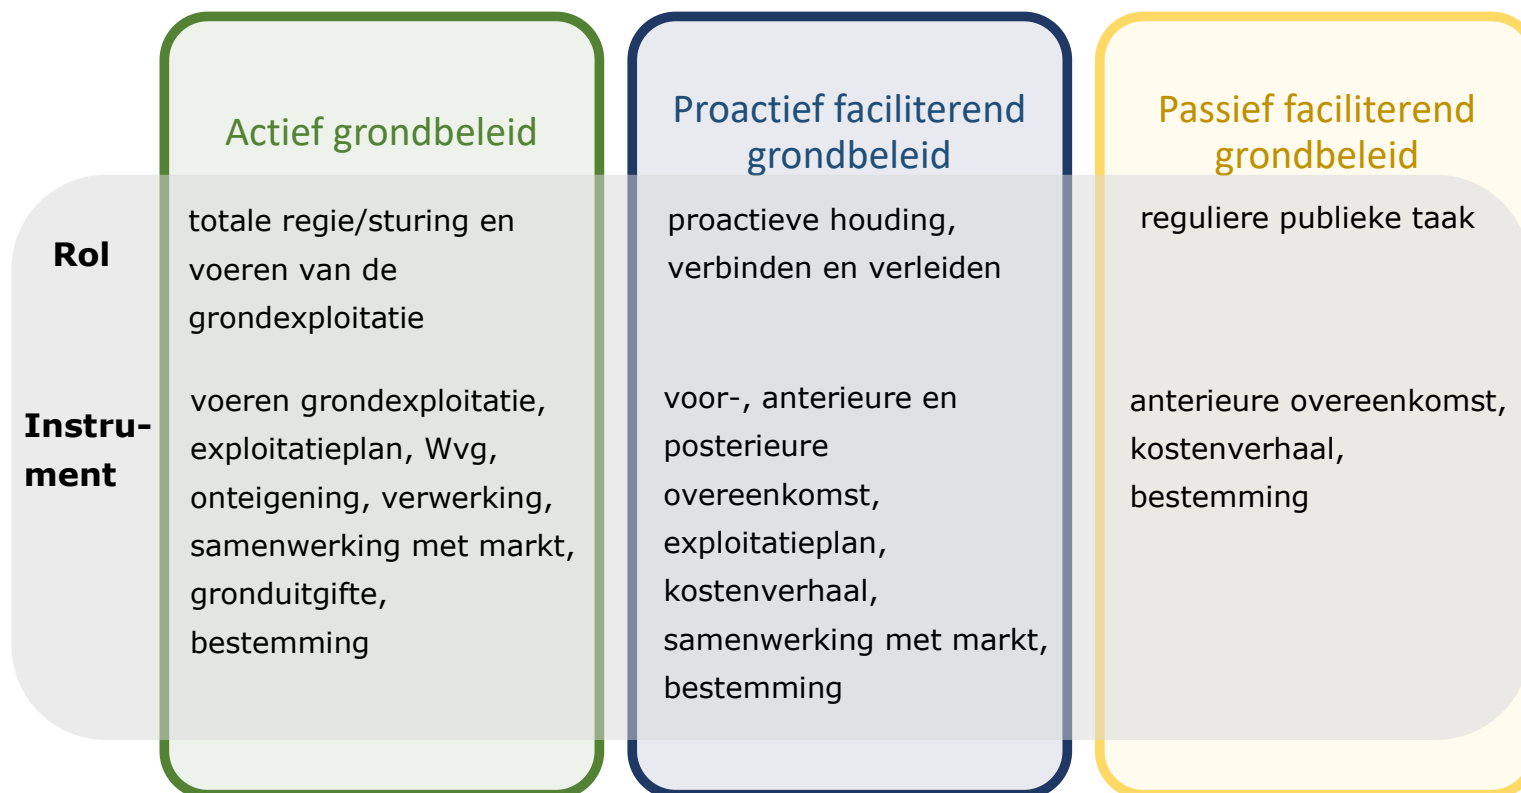 Actief grondbeleid
Proactief faciliterend
grondbeleid
Passief faciliterend
grondbeleid
Rol
totale regie/sturing en
voeren van de
grondexploitatie
proactieve houding,
verbinden en verleiden
reguliere publieke taak
Instru-
ment
voeren grondexploitatie,
exploitatieplan, Wvg,
onteigening, verwerking,
samenwerking met markt,
gronduitgifte,
bestemming
voor-, anterieure en
posterieure
overeenkomst,
exploitatieplan,
kostenverhaal,
samenwerking met markt,
bestemming
anterieure overeenkomst,
kostenverhaal,
bestemming